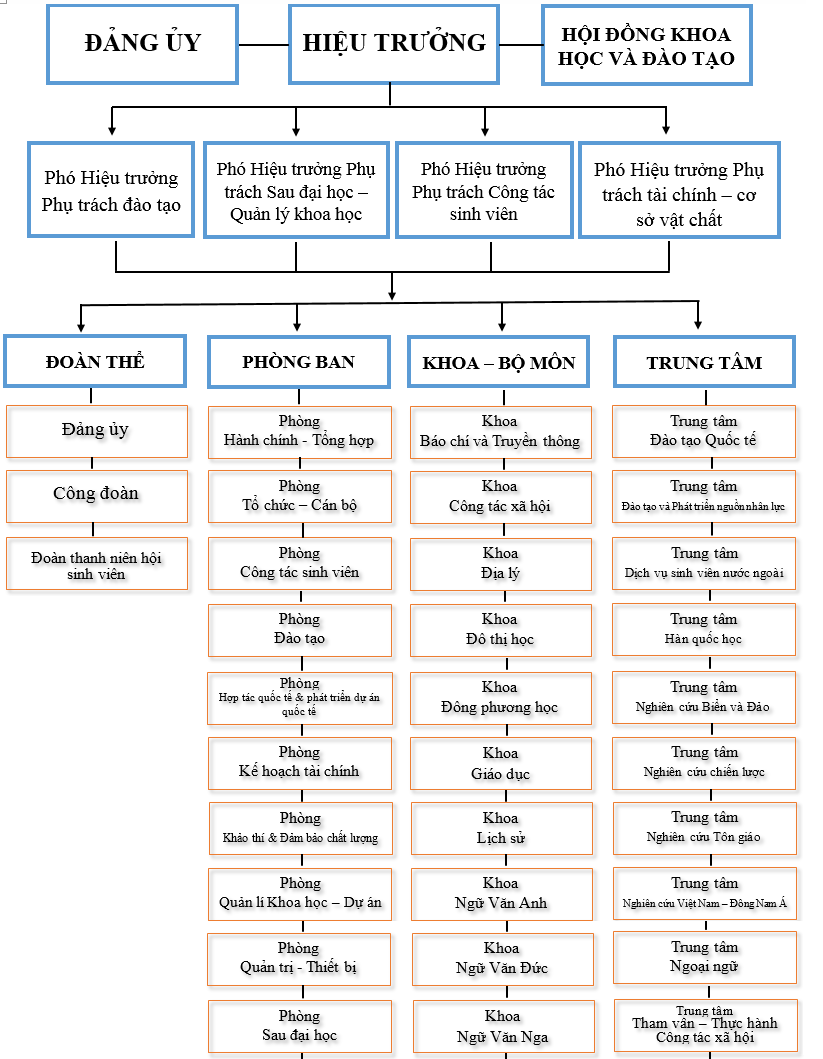 ĐẢNG ỦY
HIỆU TRƯỞNG
HỘI ĐỒNG KHOA
HỌC VÀ ĐÀO TẠO
Phó Hiệu trưởng
Phụ trách đào tạo
Phó Hiệu trưởng Phụ
trách Sau đại học –
Quản lý khoa học
Phó Hiệu trưởng
Phụ trách Công tác
sinh viên
Phó Hiệu trưởng Phụ
trách tài chính – cơ
sở vật chất
ĐOÀN THỂ
Đảng ủy
Công đoàn
Đoàn thanh niên hội
sinh viên
PHÒNG BAN
Phòng
Hành chính - Tổng hợp
Phòng
Tổ chức – Cán bộ
Phòng
Công tác sinh viên
Phòng
Đào tạo
Phòng
Hợp tác quốc tế & phát triển dự án
quốc tế
Phòng
Kế hoạch tài chính
Phòng
Khảo thí & Đảm bảo chất lượng
Phòng
Quản lí Khoa học – Dự án
Phòng
Quản trị - Thiết bị
Phòng
Sau đại học
KHOA – BỘ MÔN
Khoa
Báo chí và Truyền thông
Khoa
Công tác xã hội
Khoa
Địa lý
Khoa
Đô thị học
Khoa
Đông phương học
Khoa
Giáo dục
Khoa
Lịch sử
Khoa
Ngữ Văn Anh
Khoa
Ngữ Văn Đức
Khoa
Ngữ Văn Nga
TRUNG TÂM
Trung tâm
Đào tạo Quốc tế
Trung tâm
Đào tạo và Phát triển nguồn nhân lực
Trung tâm
Dịch vụ sinh viên nước ngoài
Trung tâm
Hàn quốc học
Trung tâm
Nghiên cứu Biển và Đảo
Trung tâm
Nghiên cứu chiến lược
Trung tâm
Nghiên cứu Tôn giáo
Trung tâm
Nghiên cứu Việt Nam – Đông Nam Á
Trung tâm
Ngoại ngữ
Trung tâm
Tham vấn – Thực hành
Công tác xã hội